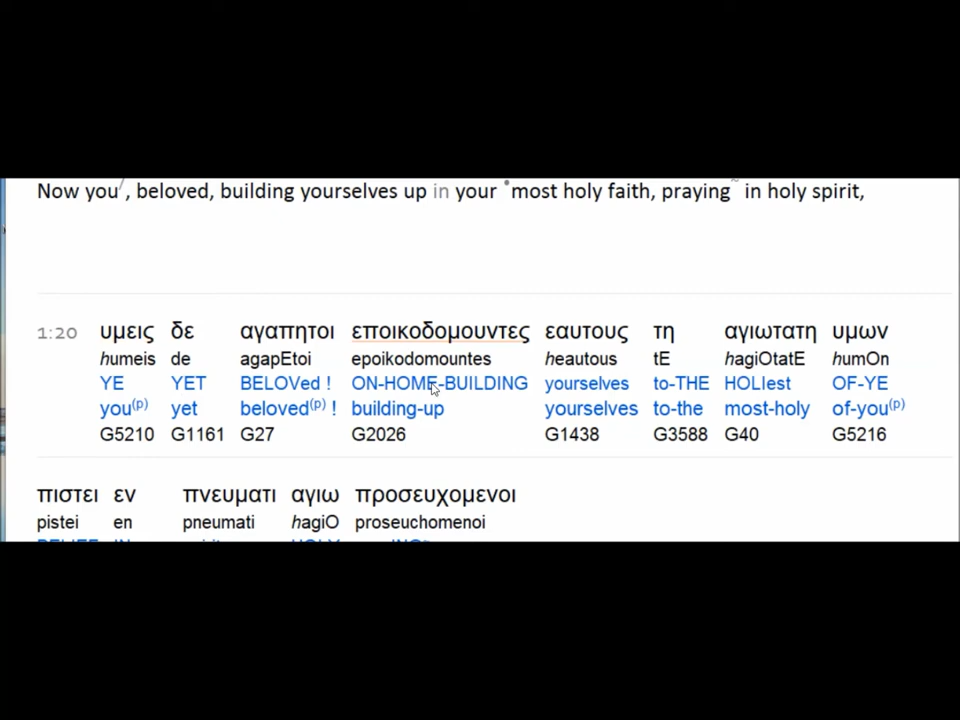 Now you/, beloved, building yourselves up in your •most holy faith, praying~ in holy spirit,
1:20 υμεις δε αγαπητοι εποικοδομουντες εαυτους τη αγιωτατη υμων
humeis de agapEtoi epoikodomountes heautous tE hagiOtatE humOn
YE YET BELOVed ! ON-HOME-BUILDING yourselves to-THE HOLIest OF-YE
you(p) yet beloved(p) ! building-up yourselves to-the most-holy of-you(p)
G5210 G1161 G27 G2026 G1438 G3588 G40 G5216
πιστει εν πνευματι αγιω προσευχομενοι
pistei en pneumati hagiO proseuchomenoi